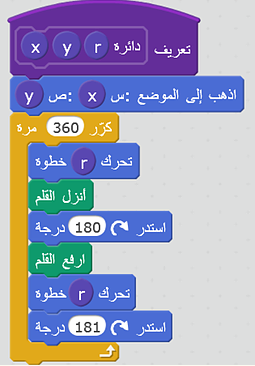 تعريف دائرة r y x
اذهب إلى الموضع س: x ص: y
كرّر 360 مرة
تحرك r خطوة
أنزل القلم
استدر 180 درجة
ارفع القلم
تحرك r خطوة
استدر 181 درجة